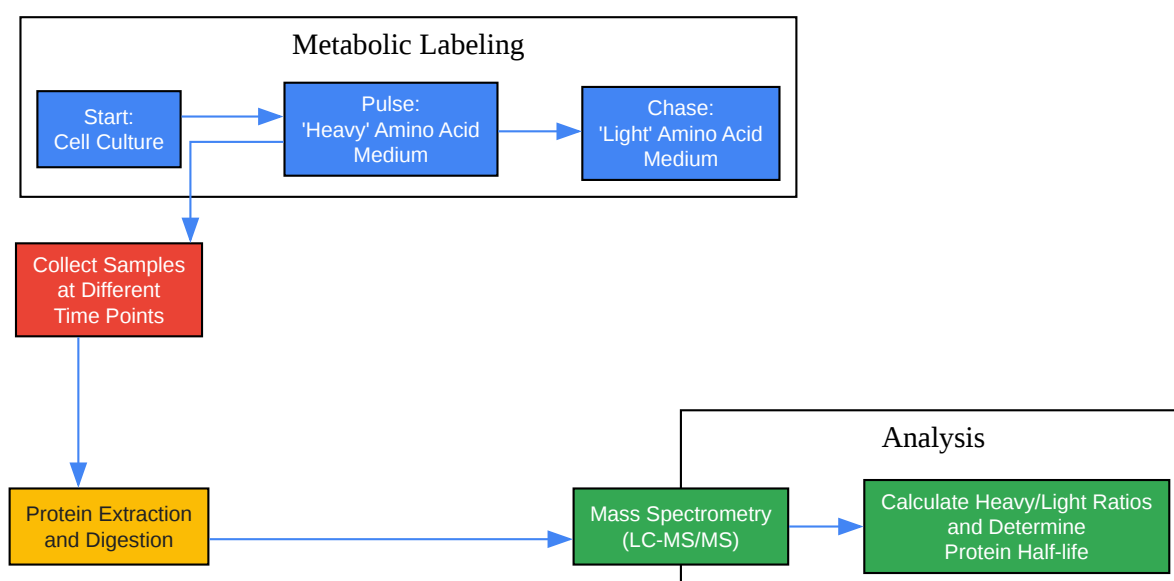 Metabolic Labeling
Start:
Cell Culture
Pulse:
'Heavy' Amino Acid
Medium
Chase:
'Light' Amino Acid
Medium
Collect Samples
at Different
Time Points
Analysis
Protein Extraction
and Digestion
Mass Spectrometry
(LC-MS/MS)
Calculate Heavy/Light Ratios
and Determine
Protein Half-life